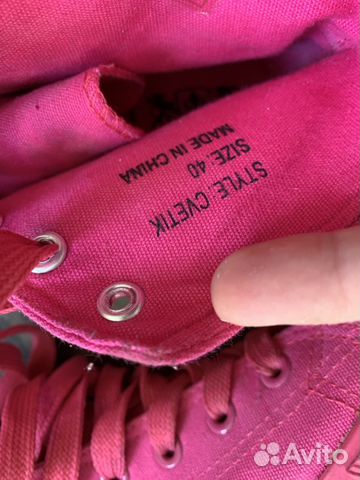 STYLE: CVETIK
SIZE: 40
MADE IN CHINA
Avito